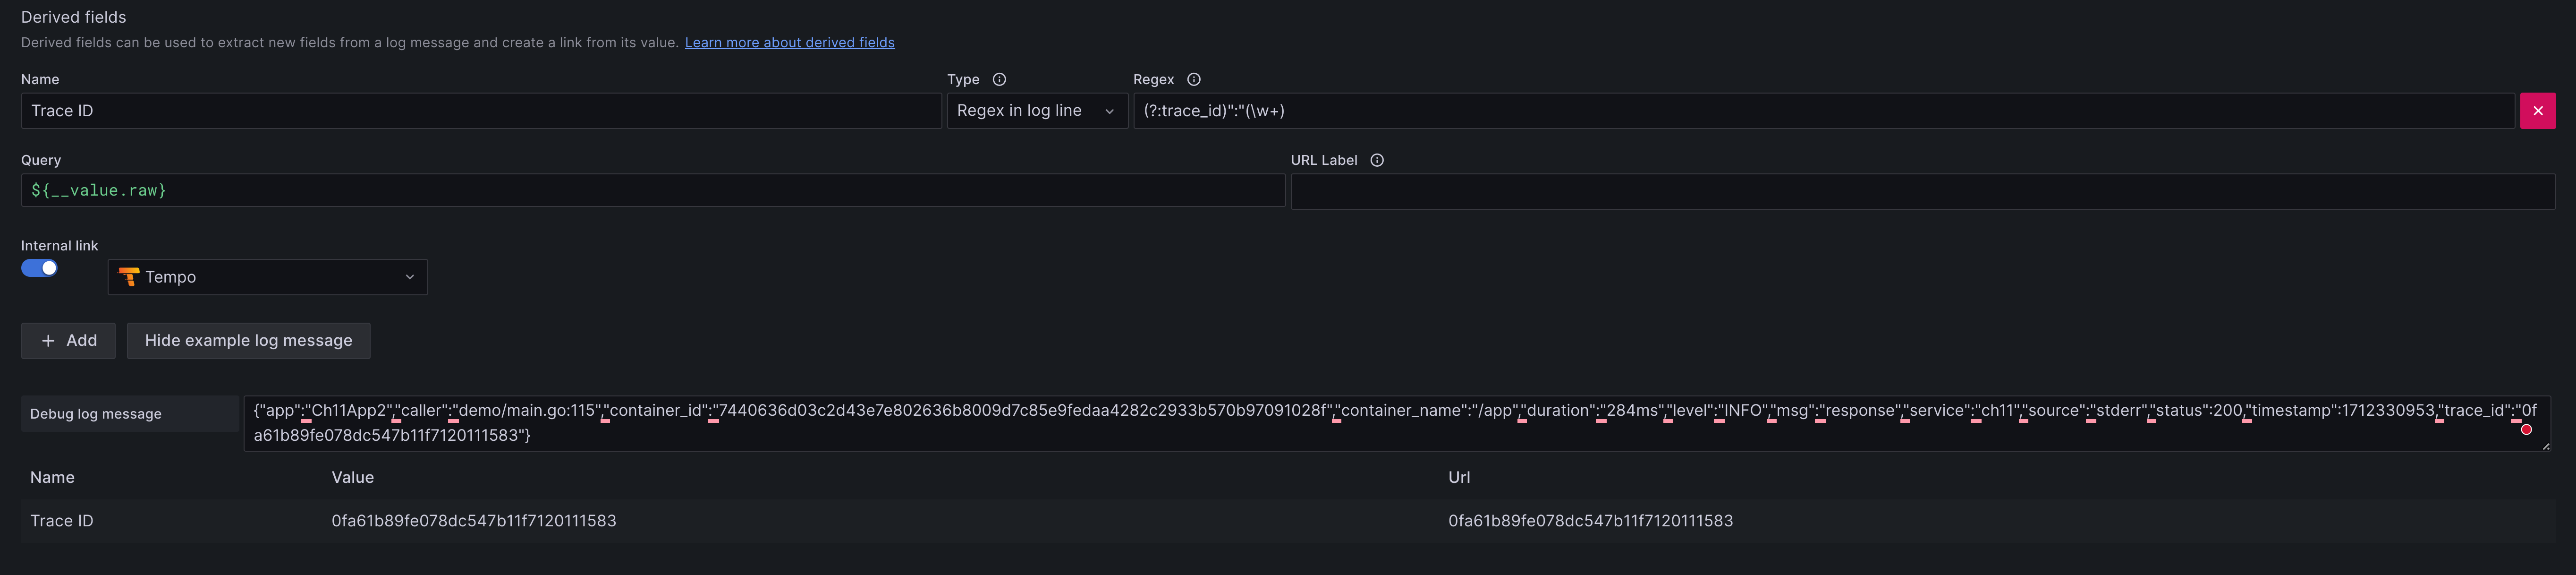 Derived fields
Derived fields can be used to extract new fields from a log message and create a link from its value. Learn more about derived fields
Name Type Regex
Trace ID Regex in log line (?:trace_id)":"(\w+)
Query URL Label
${__value.raw}
Internal link
Tempo
+ Add Hide example log message
Debug log message {"app":"Ch11App2","caller":"demo/main.go:115","container_id":"7440636d03c2d43e7e802636b8009d7c85e9fedaa4282c2933b570b97091028f","container_name":"/app","duration":"284ms","level":"INFO","msg":"response","service":"ch11","source":"stderr","status":200,"timestamp":1712330953,"trace_id":"0f
a61b89fe078dc547b11f7120111583"}
Name Value Url
Trace ID 0fa61b89fe078dc547b11f7120111583 0fa61b89fe078dc547b11f7120111583